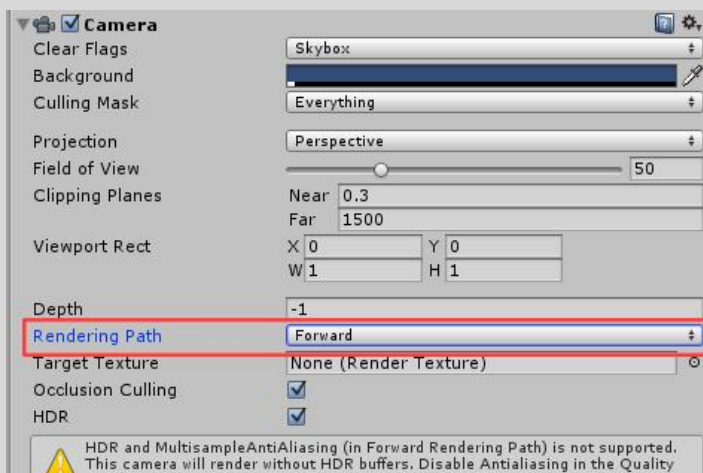 Camera
Clear Flags Skybox
Background
Culling Mask Everything
Projection Perspective
Field of View 50
Clipping Planes Near 0.3
Far 1500
Viewport Rect X 0 Y 0
W 1 H 1
Depth -1
Rendering Path Forward
Target Texture None (Render Texture)
Occlusion Culling
HDR
HDR and MultisampleAntiAliasing (in Forward Rendering Path) is not supported.
This camera will render without HDR buffers. Disable Antialiasing in the Quality